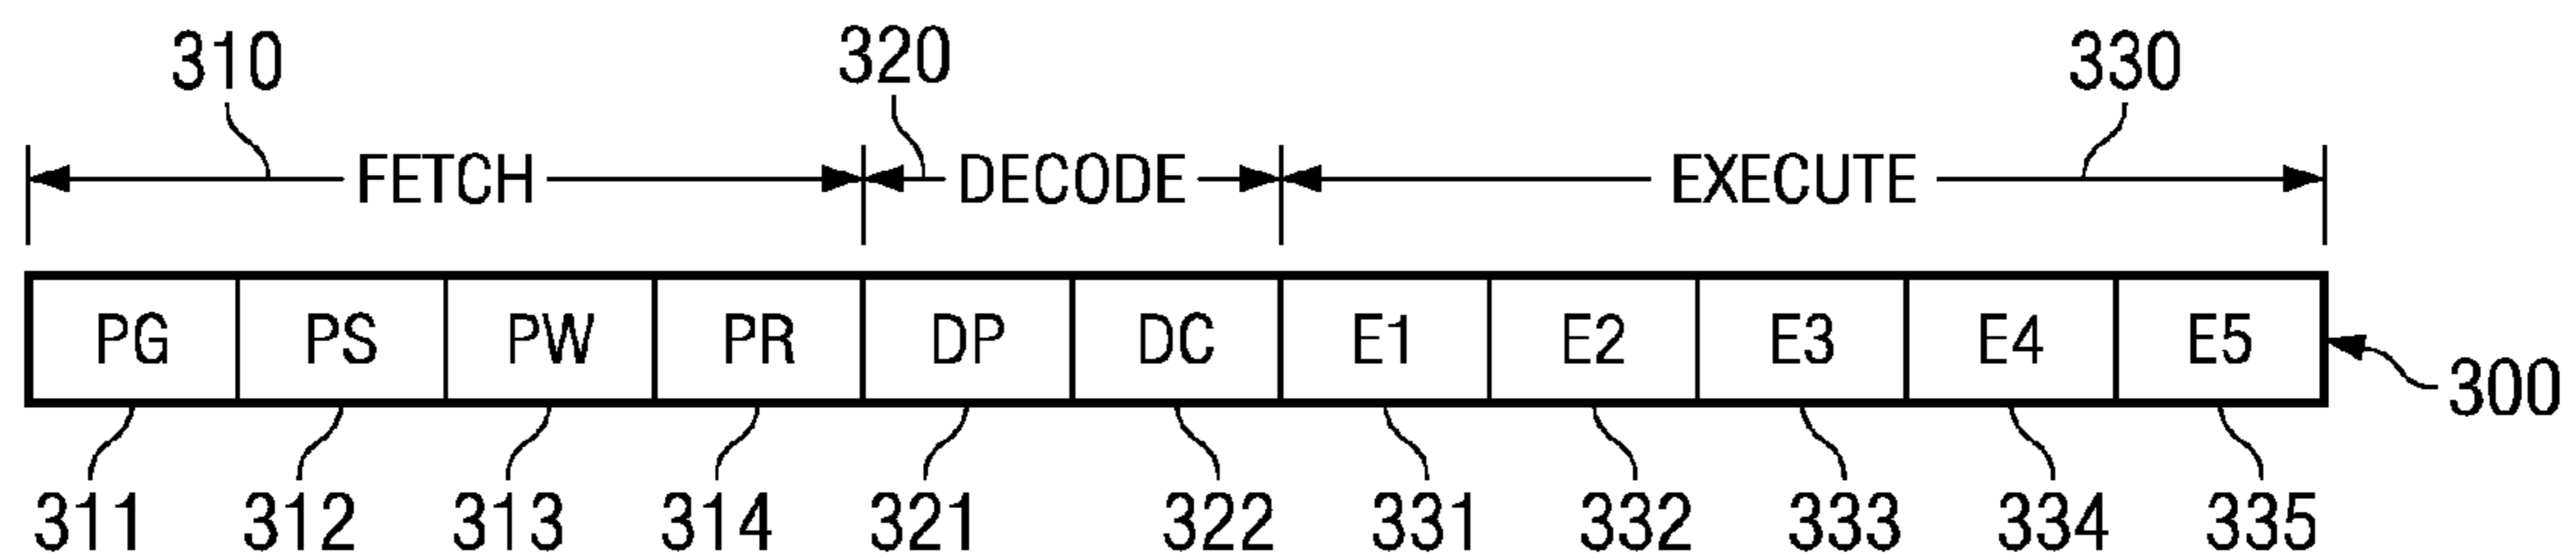 310 320 330
FETCH DECODE EXECUTE
PG PS PW PR DP DC E1 E2 E3 E4 E5
300
311 312 313 314 321 322 331 332 333 334 335